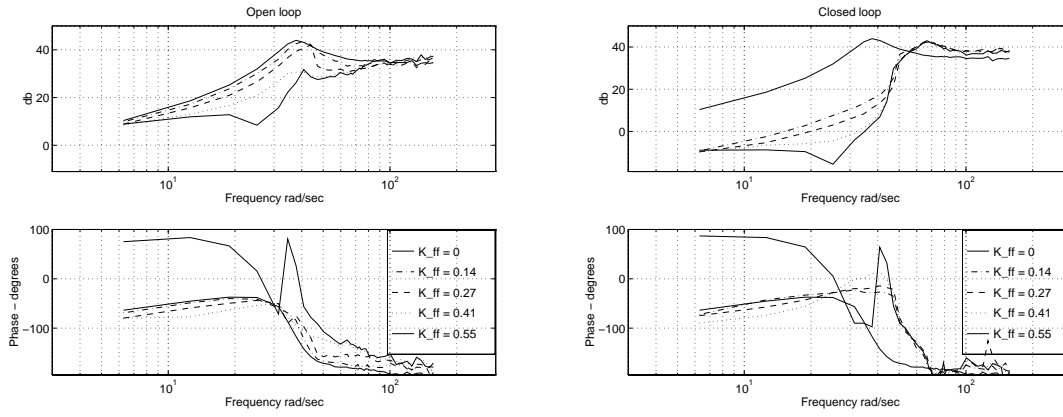 Open loop
40
20
0
db
10^1
10^2
Frequency rad/sec
Closed loop
40
20
0
db
10^1
10^2
Frequency rad/sec
100
0
−100
Phase − degrees
K_ff = 0
K_ff = 0.14
K_ff = 0.27
K_ff = 0.41
K_ff = 0.55
10^1
10^2
Frequency rad/sec
100
0
−100
Phase − degrees
K_ff = 0
K_ff = 0.14
K_ff = 0.27
K_ff = 0.41
K_ff = 0.55
10^1
10^2
Frequency rad/sec